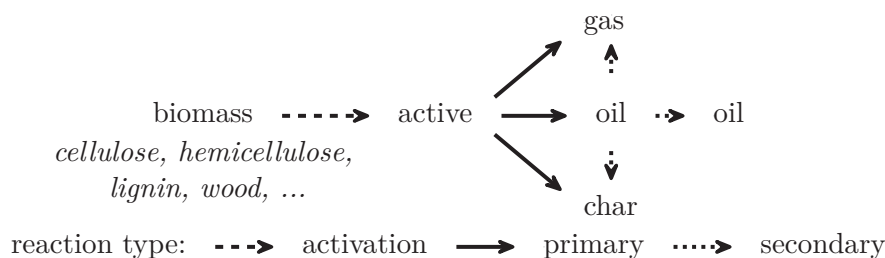 gas
biomass active oil oil
cellulose, hemicellulose,
lignin, wood, ...
char
reaction type: activation primary secondary